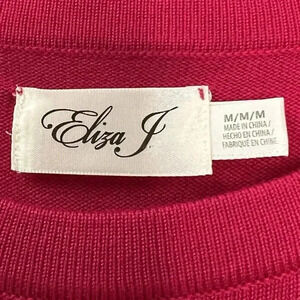 Eliza J
M/M/M
MADE IN CHINA /
HECHO EN CHINA /
FABRIQUÉ EN CHINE